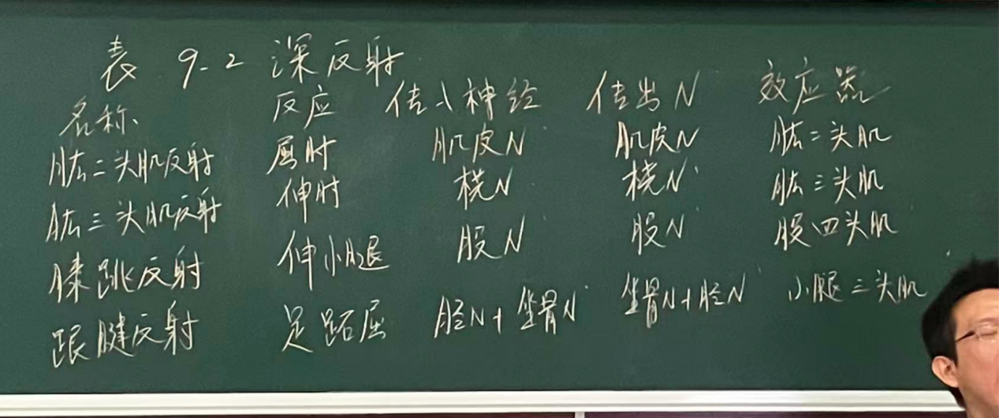 表 9-2 深反射
名称 反应 传入神经 传出N 效应器
肱二头肌反射 屈肘 肌皮N 肌皮N 肱二头肌
肱三头肌反射 伸肘 桡N 桡N 肱三头肌
膝跳反射 伸小腿 股N 股N 股四头肌
跟腱反射 足跖屈 胫N+坐骨N 坐骨N+胫N 小腿三头肌